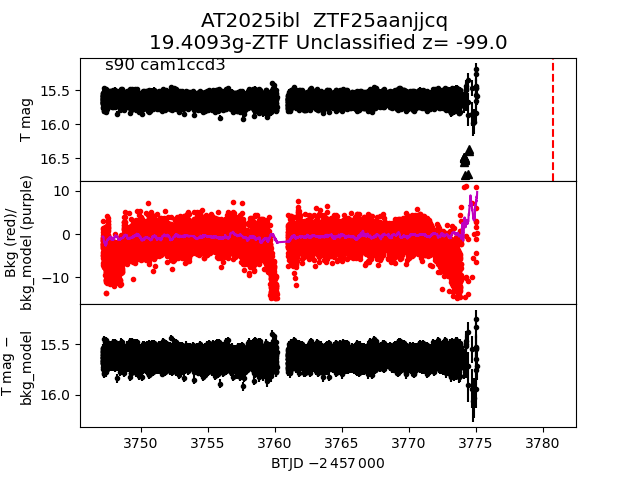 AT2025ibl  ZTF25aanjjcq
19.4093g-ZTF Unclassified z= -99.0
s90 cam1ccd3
T mag
15.5
16.0
16.5
Bkg (red)/
bkg_model (purple)
10
0
−10
T mag −
bkg_model
15.5
16.0
3750 3755 3760 3765 3770 3775 3780
BTJD −2 457 000